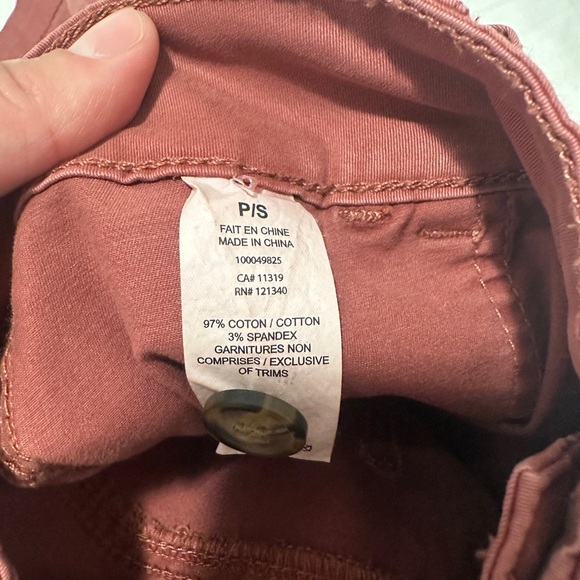 P/S
FAIT EN CHINE
MADE IN CHINA
100049825
CA# 11319
RN# 121340
97% COTON / COTTON
3% SPANDEX
GARNITURES NON
COMPRISES / EXCLUSIVE
OF TRIMS